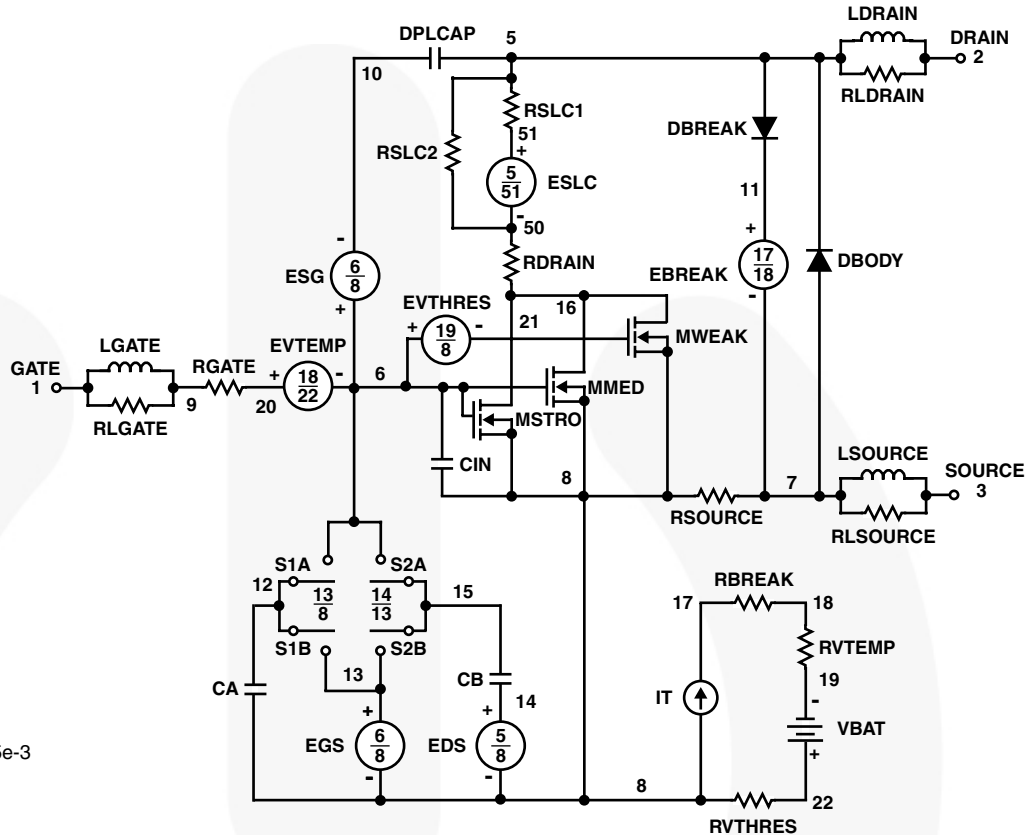 LDRAIN
DPLCAP
5
DRAIN
2
10
RLDRAIN
RSLC1
DBREAK
51
+
RSLC2
5
51
ESLC
11
-
50
-
+
RDRAIN
17
18
DBODY
ESG
6
8
EBREAK
-
+
EVTHRES
16
21
+
19
8
-
MWEAK
LGATE
EVTEMP
GATE
1
RGATE
+
18
22
-
6
MMED
9
20
RLGATE
MSTRO
CIN
8
LSOURCE
7
SOURCE
3
RSOURCE
RLSOURCE
S1A
S2A
12
13
8
14
13
15
RBREAK
17
18
S1B
S2B
RVTEMP
13
CB
19
CA
14
IT
-
+
+
VBAT
EGS
6
8
EDS
5
8
+
5e-3
-
-
8
22
RVTHRES